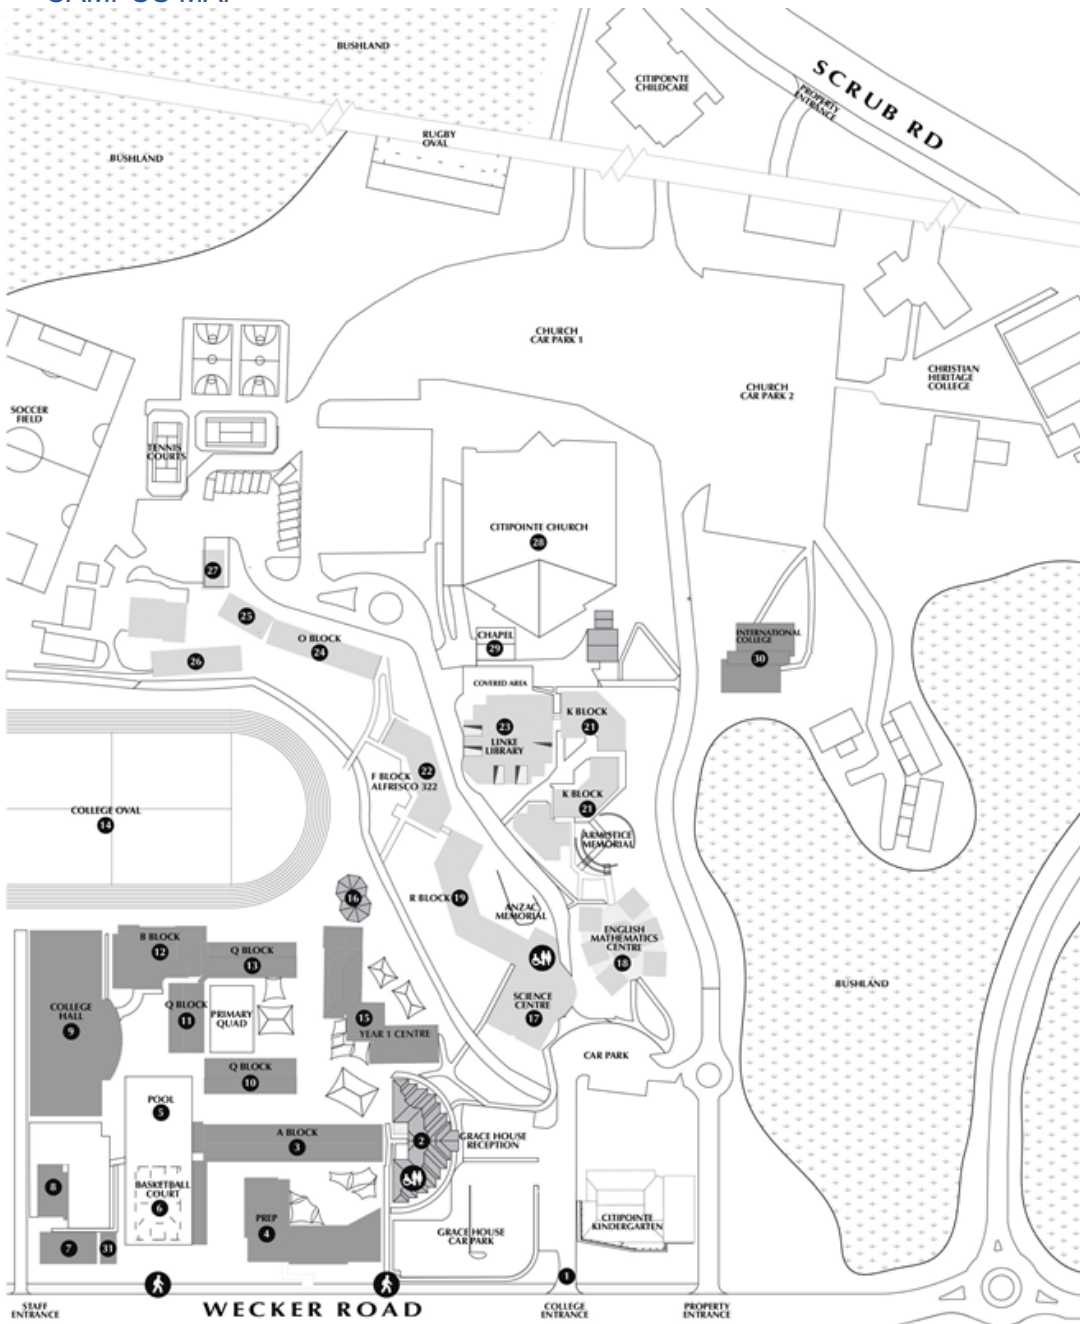 CAMPUS MAP
BUSHLAND
CITIPOINTE
CHILDCARE
SCRUB RD
PROPERTY
ENTRANCE
RUGBY
OVAL
BUSHLAND
CHURCH
CAR PARK 1
CHURCH
CAR PARK 2
CHRISTIAN
HERITAGE
COLLEGE
SOCCER
FIELD
TENNIS
COURTS
CITIPOINTE CHURCH
28
27
25
O BLOCK
24
26
CHAPEL
29
INTERNATIONAL
COLLEGE
30
COVERED AREA
23
LINKE
LIBRARY
K BLOCK
21
22
F BLOCK
ALFRESCO 322
K BLOCK
21
COLLEGE OVAL
14
ARMISTICE
MEMORIAL
16
R BLOCK 19
ANZAC
MEMORIAL
ENGLISH
MATHEMATICS
CENTRE
18
B BLOCK
12
Q BLOCK
13
BUSHLAND
COLLEGE
HALL
9
Q BLOCK
11
PRIMARY
QUAD
SCIENCE
CENTRE
17
15
YEAR 1 CENTRE
CAR PARK
Q BLOCK
10
POOL
5
A BLOCK
3
2
GRACE HOUSE
RECEPTION
8
BASKETBALL
COURT
6
PREP
4
GRACE HOUSE
CAR PARK
CITIPOINTE
KINDERGARTEN
7
31
1
STAFF
ENTRANCE
WECKER ROAD
COLLEGE
ENTRANCE
PROPERTY
ENTRANCE